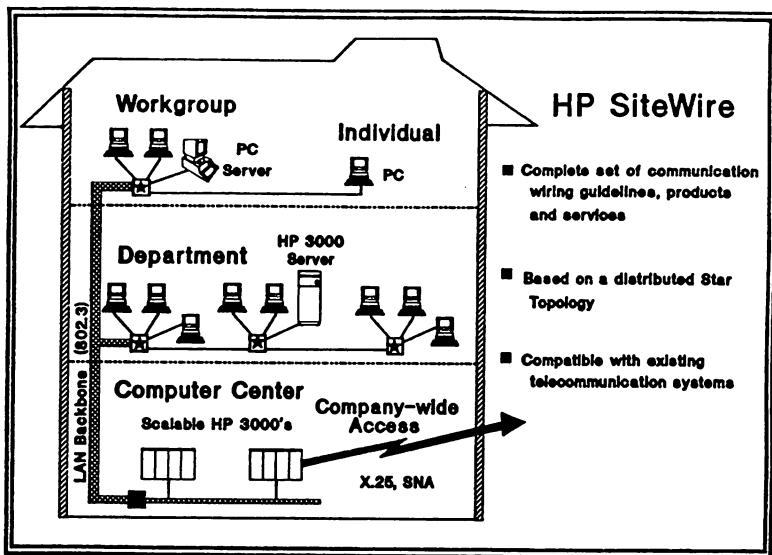 Workgroup
PC
Server
Individual
PC
Department
HP 3000
Server
LAN Backbone (802.3)
Computer Center
Scalable HP 3000's
Company-wide
Access
X.25, SNA
HP SiteWire
■ Complete set of communication
wiring guidelines, products
and services
■ Based on a distributed Star
Topology
■ Compatible with existing
telecommunication systems